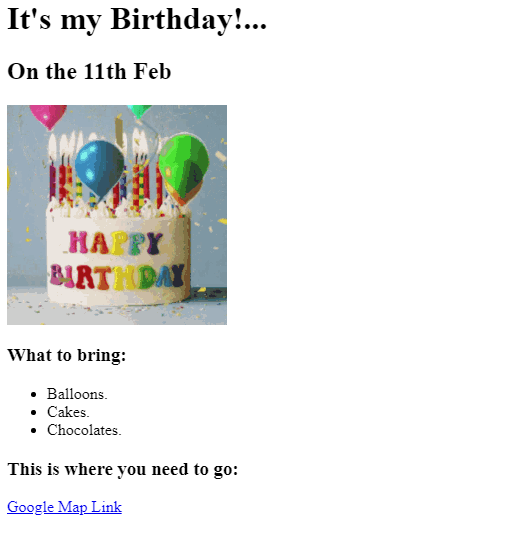 It's my Birthday!...
On the 11th Feb
HAPPY
BIRTHDAY
What to bring:
Balloons.
Cakes.
Chocolates.
This is where you need to go:
Google Map Link